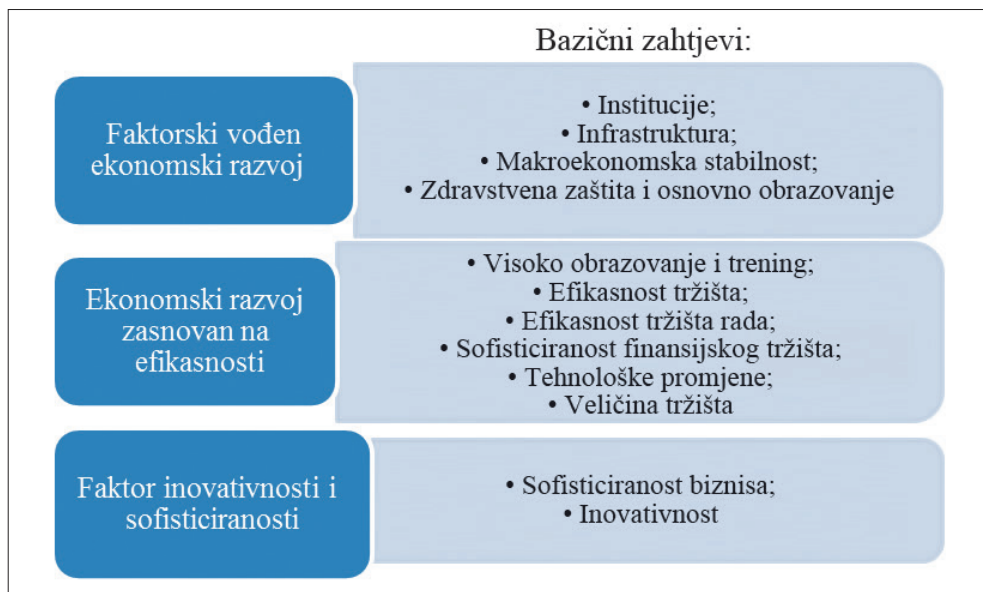 Bazični zahtjevi:
Faktorski vođen
ekonomski razvoj
• Institucije;
• Infrastruktura;
• Makroekonomska stabilnost;
• Zdravstvena zaštita i osnovno obrazovanje
Ekonomski razvoj
zasnovan na
efikasnosti
• Visoko obrazovanje i trening;
• Efikasnost tržišta;
• Efikasnost tržišta rada;
• Sofisticiranost finansijskog tržišta;
• Tehnološke promjene;
• Veličina tržišta
Faktor inovativnosti i
sofisticiranosti
• Sofisticiranost biznisa;
• Inovativnost